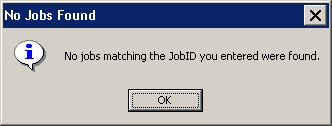 No Jobs Found
No jobs matching the JobID you entered were found.
OK